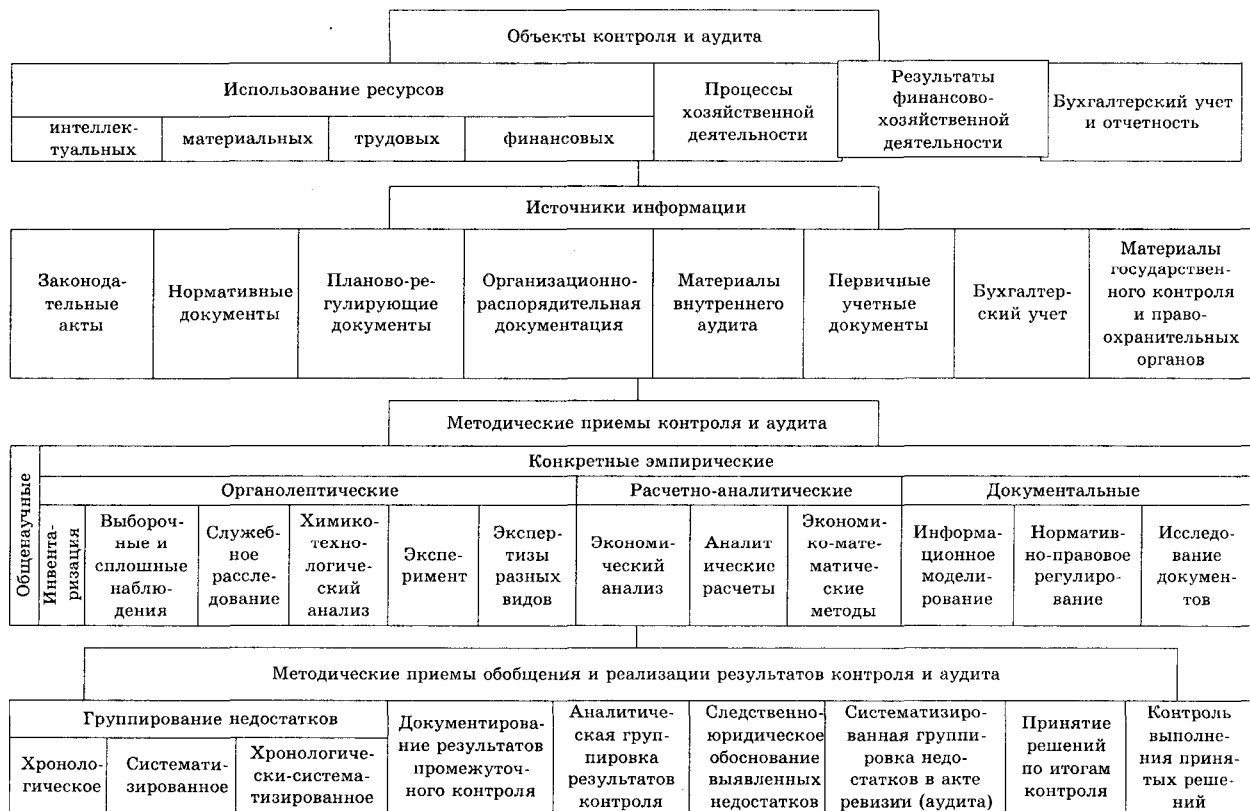 Объекты контроля и аудита
Использование ресурсов
интеллек-
туальных
материальных
трудовых
финансовых
Процессы
хозяйственной
деятельности
Результаты
финансово-
хозяйственной
деятельности
Бухгалтерский учет
и отчетность
Источники информации
Законода-
тельные
акты
Нормативные
документы
Планово-ре-
гулирующие
документы
Организационно-
распорядительная
документация
Материалы
внутреннего
аудита
Первичные
учетные
документы
Бухгалтер-
ский учет
Материалы
государствен-
ного контроля
и право-
охранительных
органов
Методические приемы контроля и аудита
Общенаучные
Конкретные эмпирические
Органолептические
Инвента-
ризация
Выбороч-
ные и
сплошные
наблю-
дения
Служеб-
ное
рассле-
дование
Химико-
техно-
логический
анализ
Экспе-
римент
Экспер-
тизы
разных
видов
Расчетно-аналитические
Экономи-
ческий
анализ
Аналит
ические
расчеты
Экономи-
ко-мате-
матиче-
ские
методы
Документальные
Информа-
ционное
модели-
рование
Норматив-
но-правовое
регулиро-
вание
Исследо-
вание
докумен-
тов
Методические приемы обобщения и реализации результатов контроля и аудита
Группирование недостатков
Хроноло-
гическое
Системати-
зированное
Хронологиче-
ски-система-
тизированное
Документирова-
ние результатов
промежуточ-
ного контроля
Аналитиче-
ская груп-
пировка
результатов
контроля
Следственно-
юридическое
обоснование
выявленных
недостатков
Систематизиро-
ванная группи-
ровка недо-
статков в акте
ревизии (аудита)
Принятие
решений
по итогам
контроля
Контроль
выполне-
ния приня-
тых реше-
ний